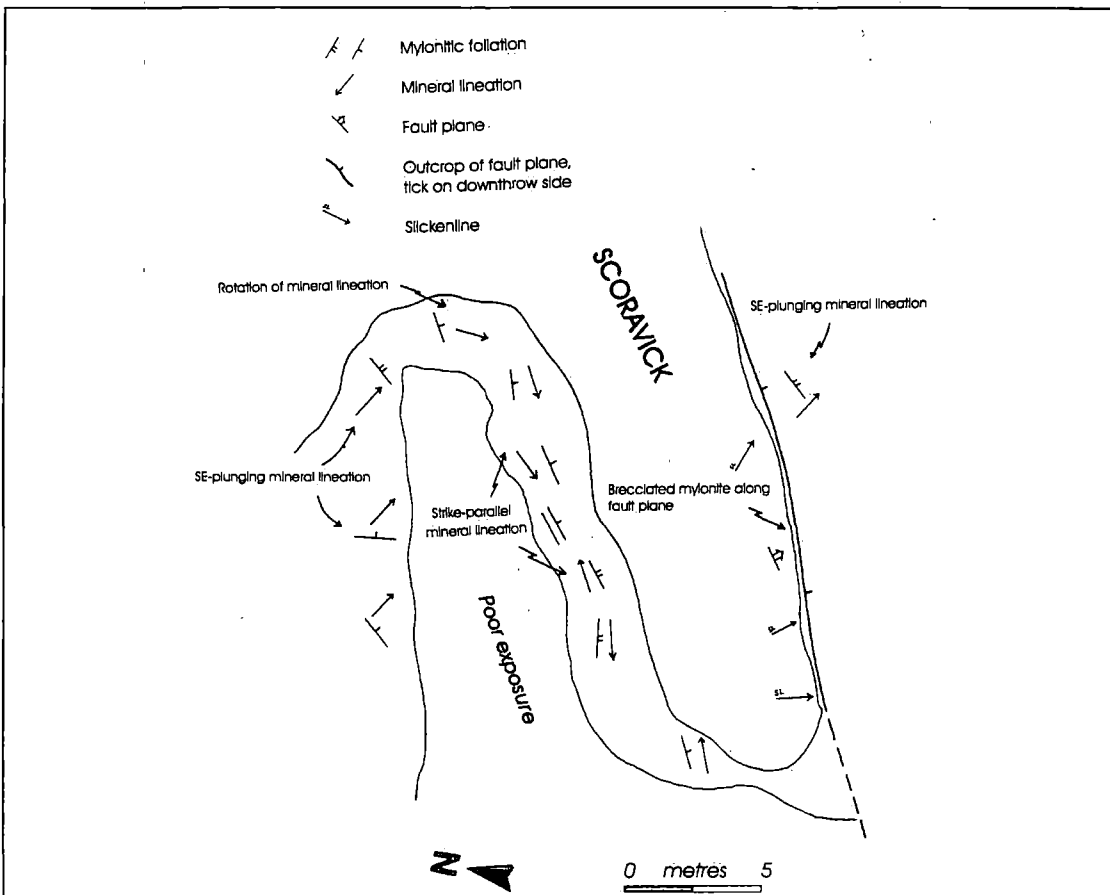 Mylonitic foliation
Mineral lineation
Fault plane
Outcrop of fault plane,
tick on downthrow side
SL
Slickenline
SCORAVICK
Rotation of mineral lineation
SE-plunging mineral lineation
SE-plunging mineral lineation
Strike-parallel
mineral lineation
Brecciated mylonite along
fault plane
Poor exposure
SL
N
0 metres 5